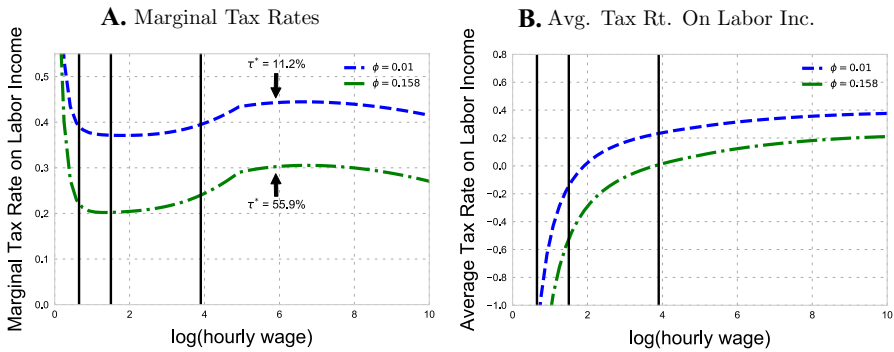 A. Marginal Tax Rates
Marginal Tax Rate on Labor Income
0,5
0,4
0,3
0,2
0,1
0,0
τ* = 11.2%
τ* = 55.9%
ϕ = 0.01
ϕ = 0.158
0 2 4 6 8 10
log(hourly wage)
B. Avg. Tax Rt. On Labor Inc.
Average Tax Rate on Labor Income
0.8
0.6
0.4
0.2
0.0
−0.2
−0.4
−0.6
−0.8
−1.0
ϕ = 0.01
ϕ = 0.158
0 2 4 6 8 10
log(hourly wage)